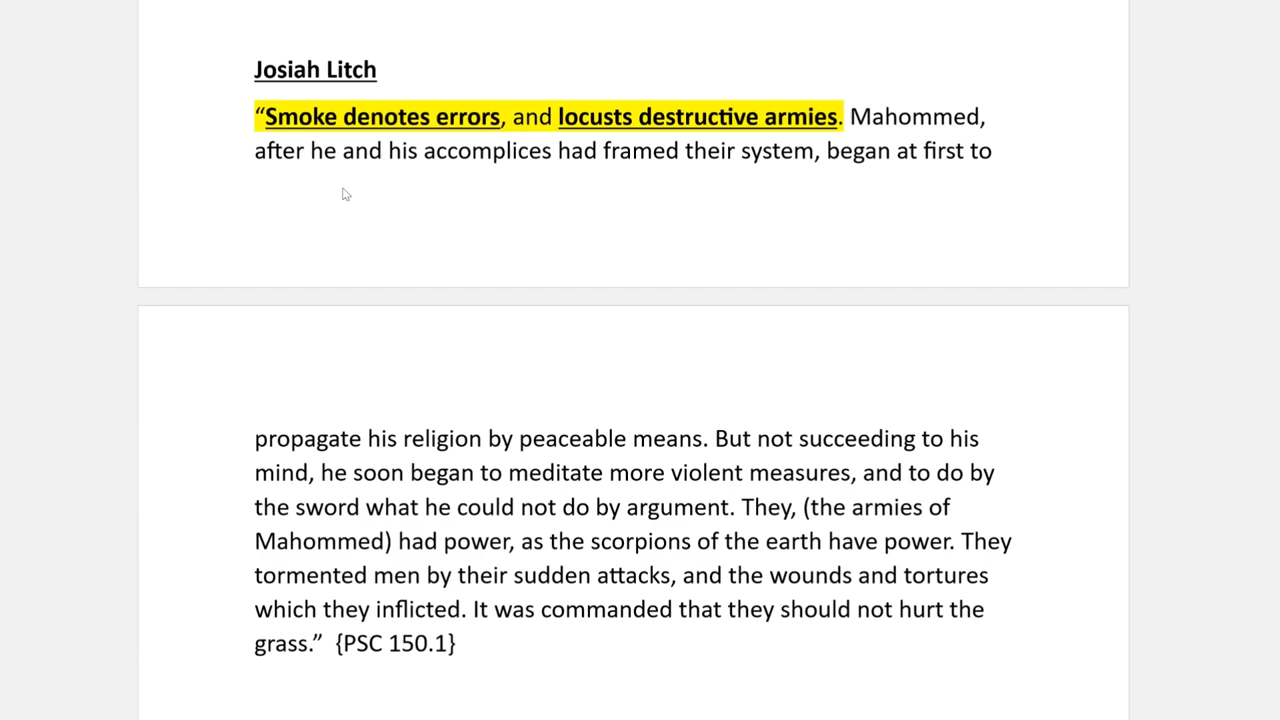 Josiah Litch
“Smoke denotes errors, and locusts destructive armies. Mahommed,
after he and his accomplices had framed their system, began at first to
propagate his religion by peaceable means. But not succeeding to his
mind, he soon began to meditate more violent measures, and to do by
the sword what he could not do by argument. They, (the armies of
Mahommed) had power, as the scorpions of the earth have power. They
tormented men by their sudden attacks, and the wounds and tortures
which they inflicted. It was commanded that they should not hurt the
grass.”  {PSC 150.1}